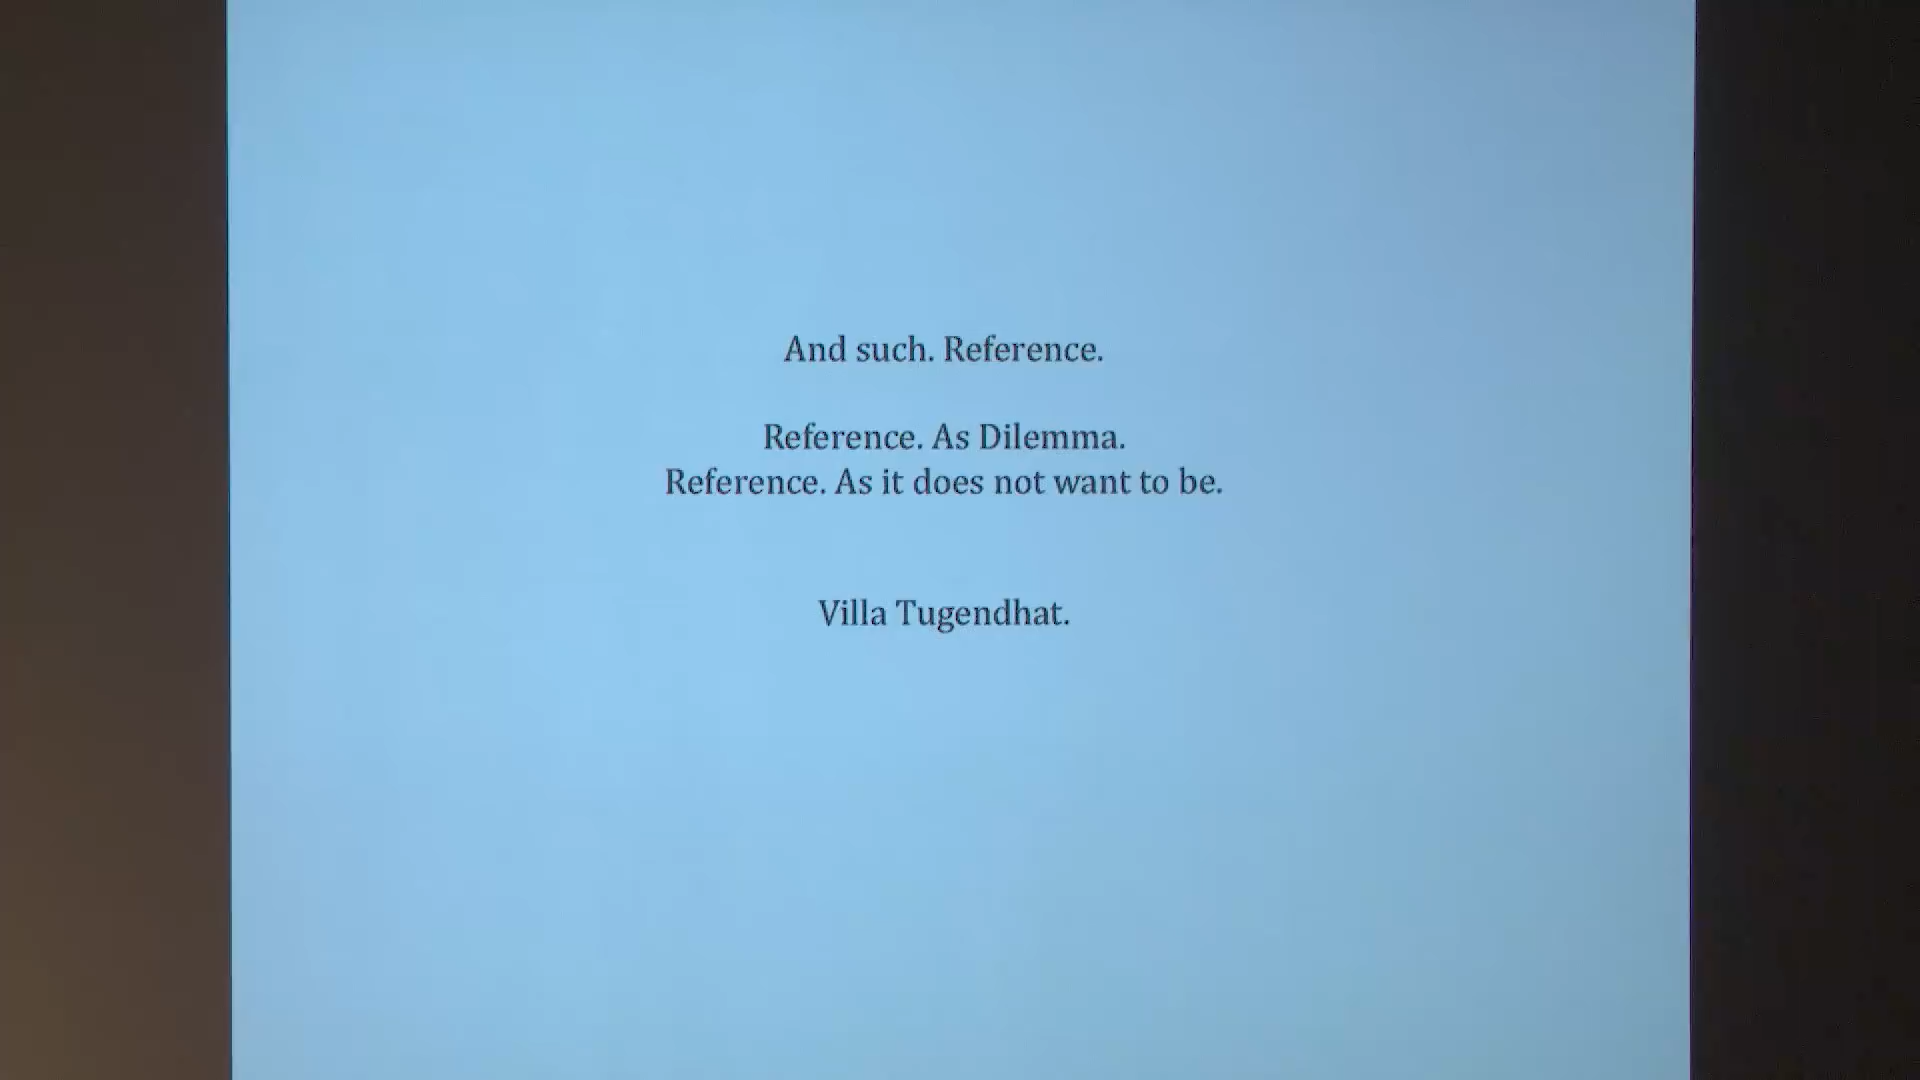 And such. Reference.
Reference. As Dilemma.
Reference. As it does not want to be.
Villa Tugendhat.